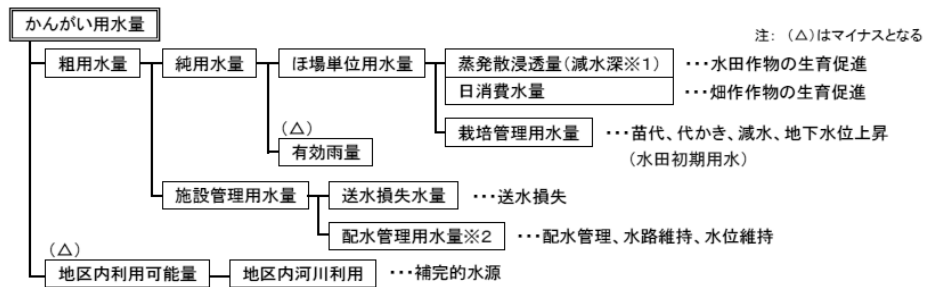 かんがい用水量
注: (△)はマイナスとなる
粗用水量 純用水量 ほ場単位用水量 蒸発散浸透量(減水深※1) ・・・水田作物の生育促進
日消費水量 ・・・畑作作物の生育促進
(△)
栽培管理用水量 ・・・苗代、代かき、減水、地下水位上昇
有効雨量
(水田初期用水)
施設管理用水量 送水損失水量 ・・・送水損失
配水管理用水量※2 ・・・配水管理、水路維持、水位維持
(△)
地区内利用可能量 地区内河川利用 ・・・補完的水源